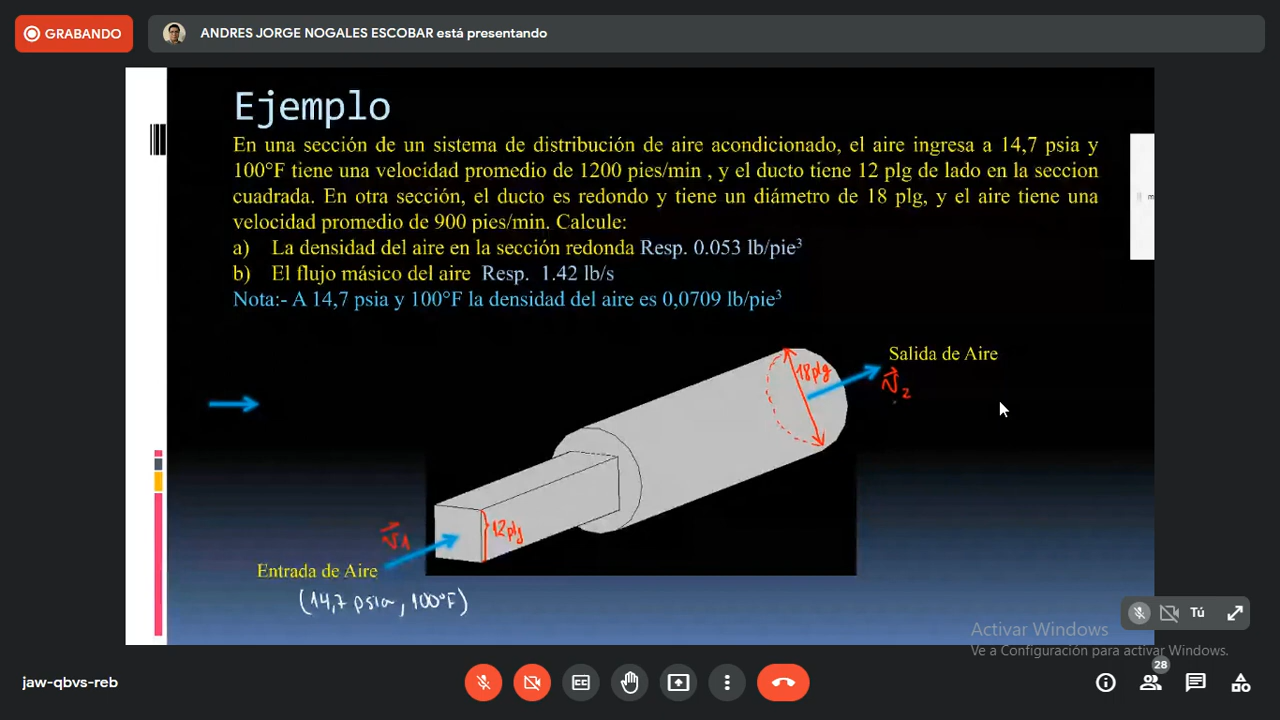 GRABANDO
ANDRES JORGE NOGALES ESCOBAR está presentando
Ejemplo
En una sección de un sistema de distribución de aire acondicionado, el aire ingresa a 14,7 psia y
100°F tiene una velocidad promedio de 1200 pies/min , y el ducto tiene 12 plg de lado en la seccion
cuadrada. En otra sección, el ducto es redondo y tiene un diámetro de 18 plg, y el aire tiene una
velocidad promedio de 900 pies/min. Calcule:
a) La densidad del aire en la sección redonda Resp. 0.053 lb/pie³
b) El flujo másico del aire Resp. 1.42 lb/s
Nota:- A 14,7 psia y 100°F la densidad del aire es 0,0709 lb/pie³
Salida de Aire
18plg
V⃗₂
12plg
V⃗₁
Entrada de Aire
(14,7 psia, 100°F)
Tú
Activar Windows
Ve a Configuración para activar Windows.
jaw-qbvs-reb
28